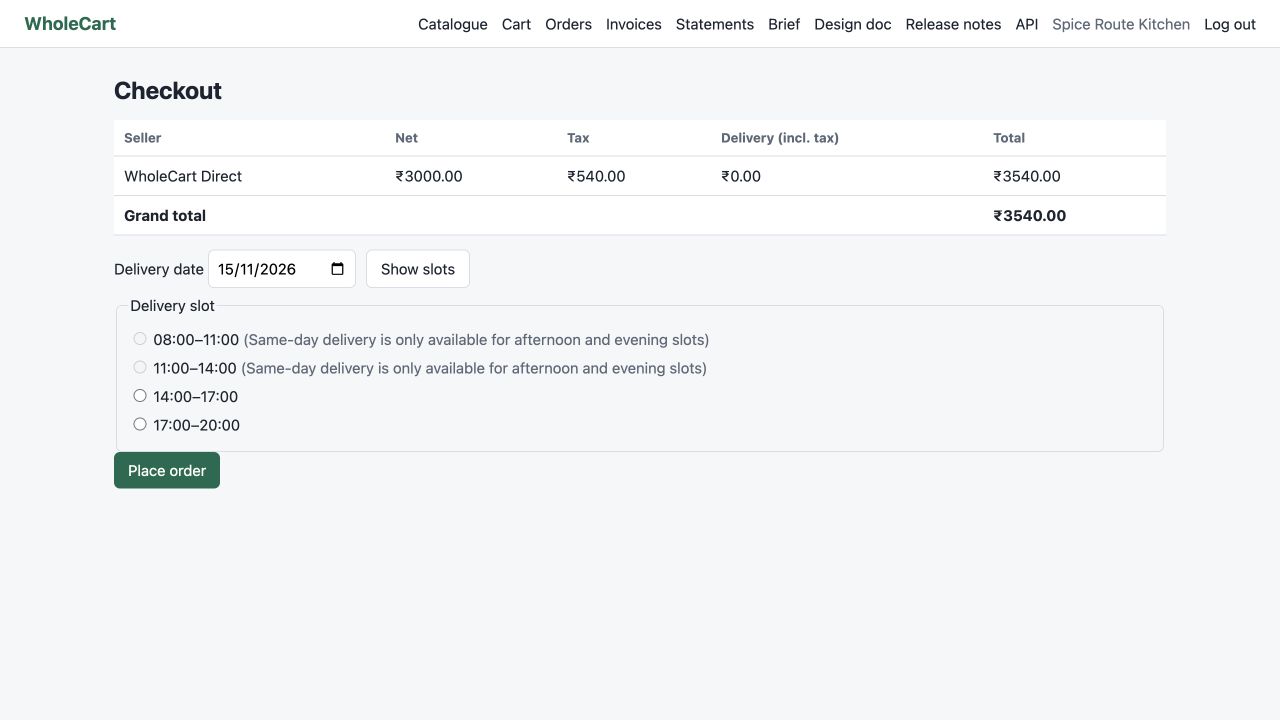 WholeCart Catalogue Cart Orders Invoices Statements Brief Design doc Release notes API Spice Route Kitchen Log out
Checkout
Seller Net Tax Delivery (incl. tax) Total
WholeCart Direct ₹3000.00 ₹540.00 ₹0.00 ₹3540.00
Grand total ₹3540.00
Delivery date 15/11/2026 Show slots
Delivery slot
08:00–11:00 (Same-day delivery is only available for afternoon and evening slots)
11:00–14:00 (Same-day delivery is only available for afternoon and evening slots)
14:00–17:00
17:00–20:00
Place order